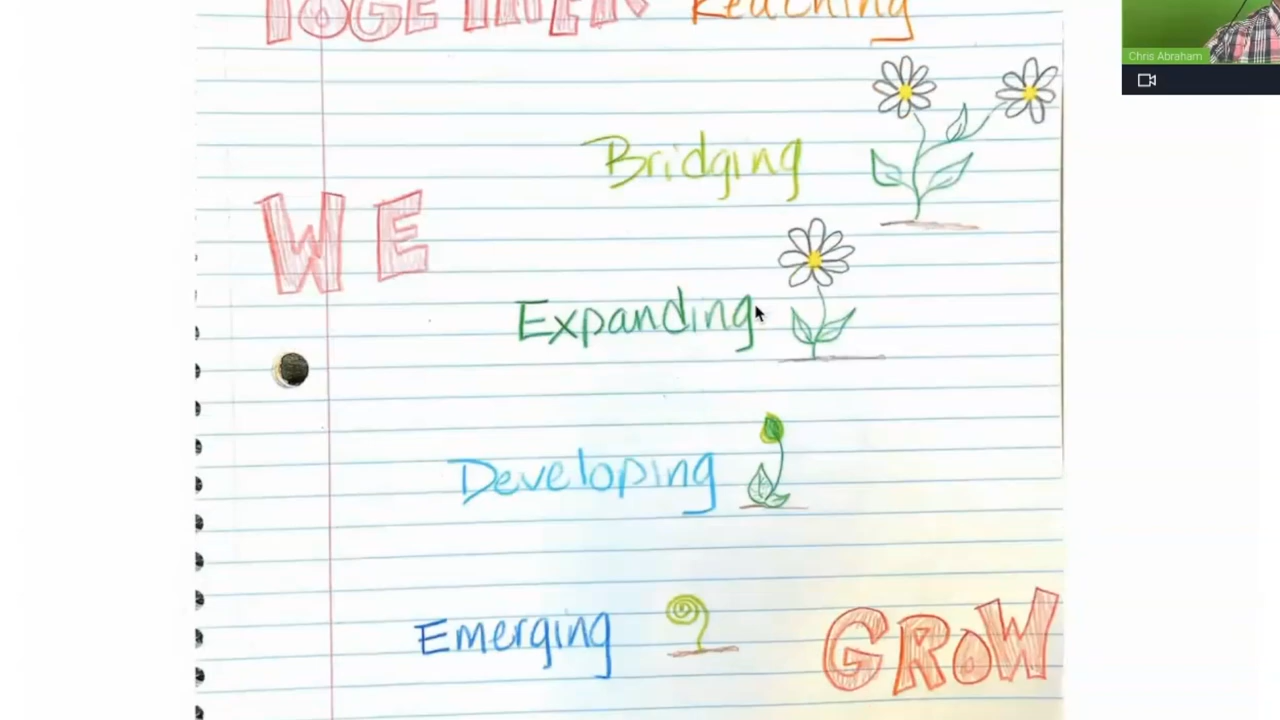 TOGETHER Reaching
Chris Abraham
Bridging
WE
Expanding
Developing
Emerging
GROW